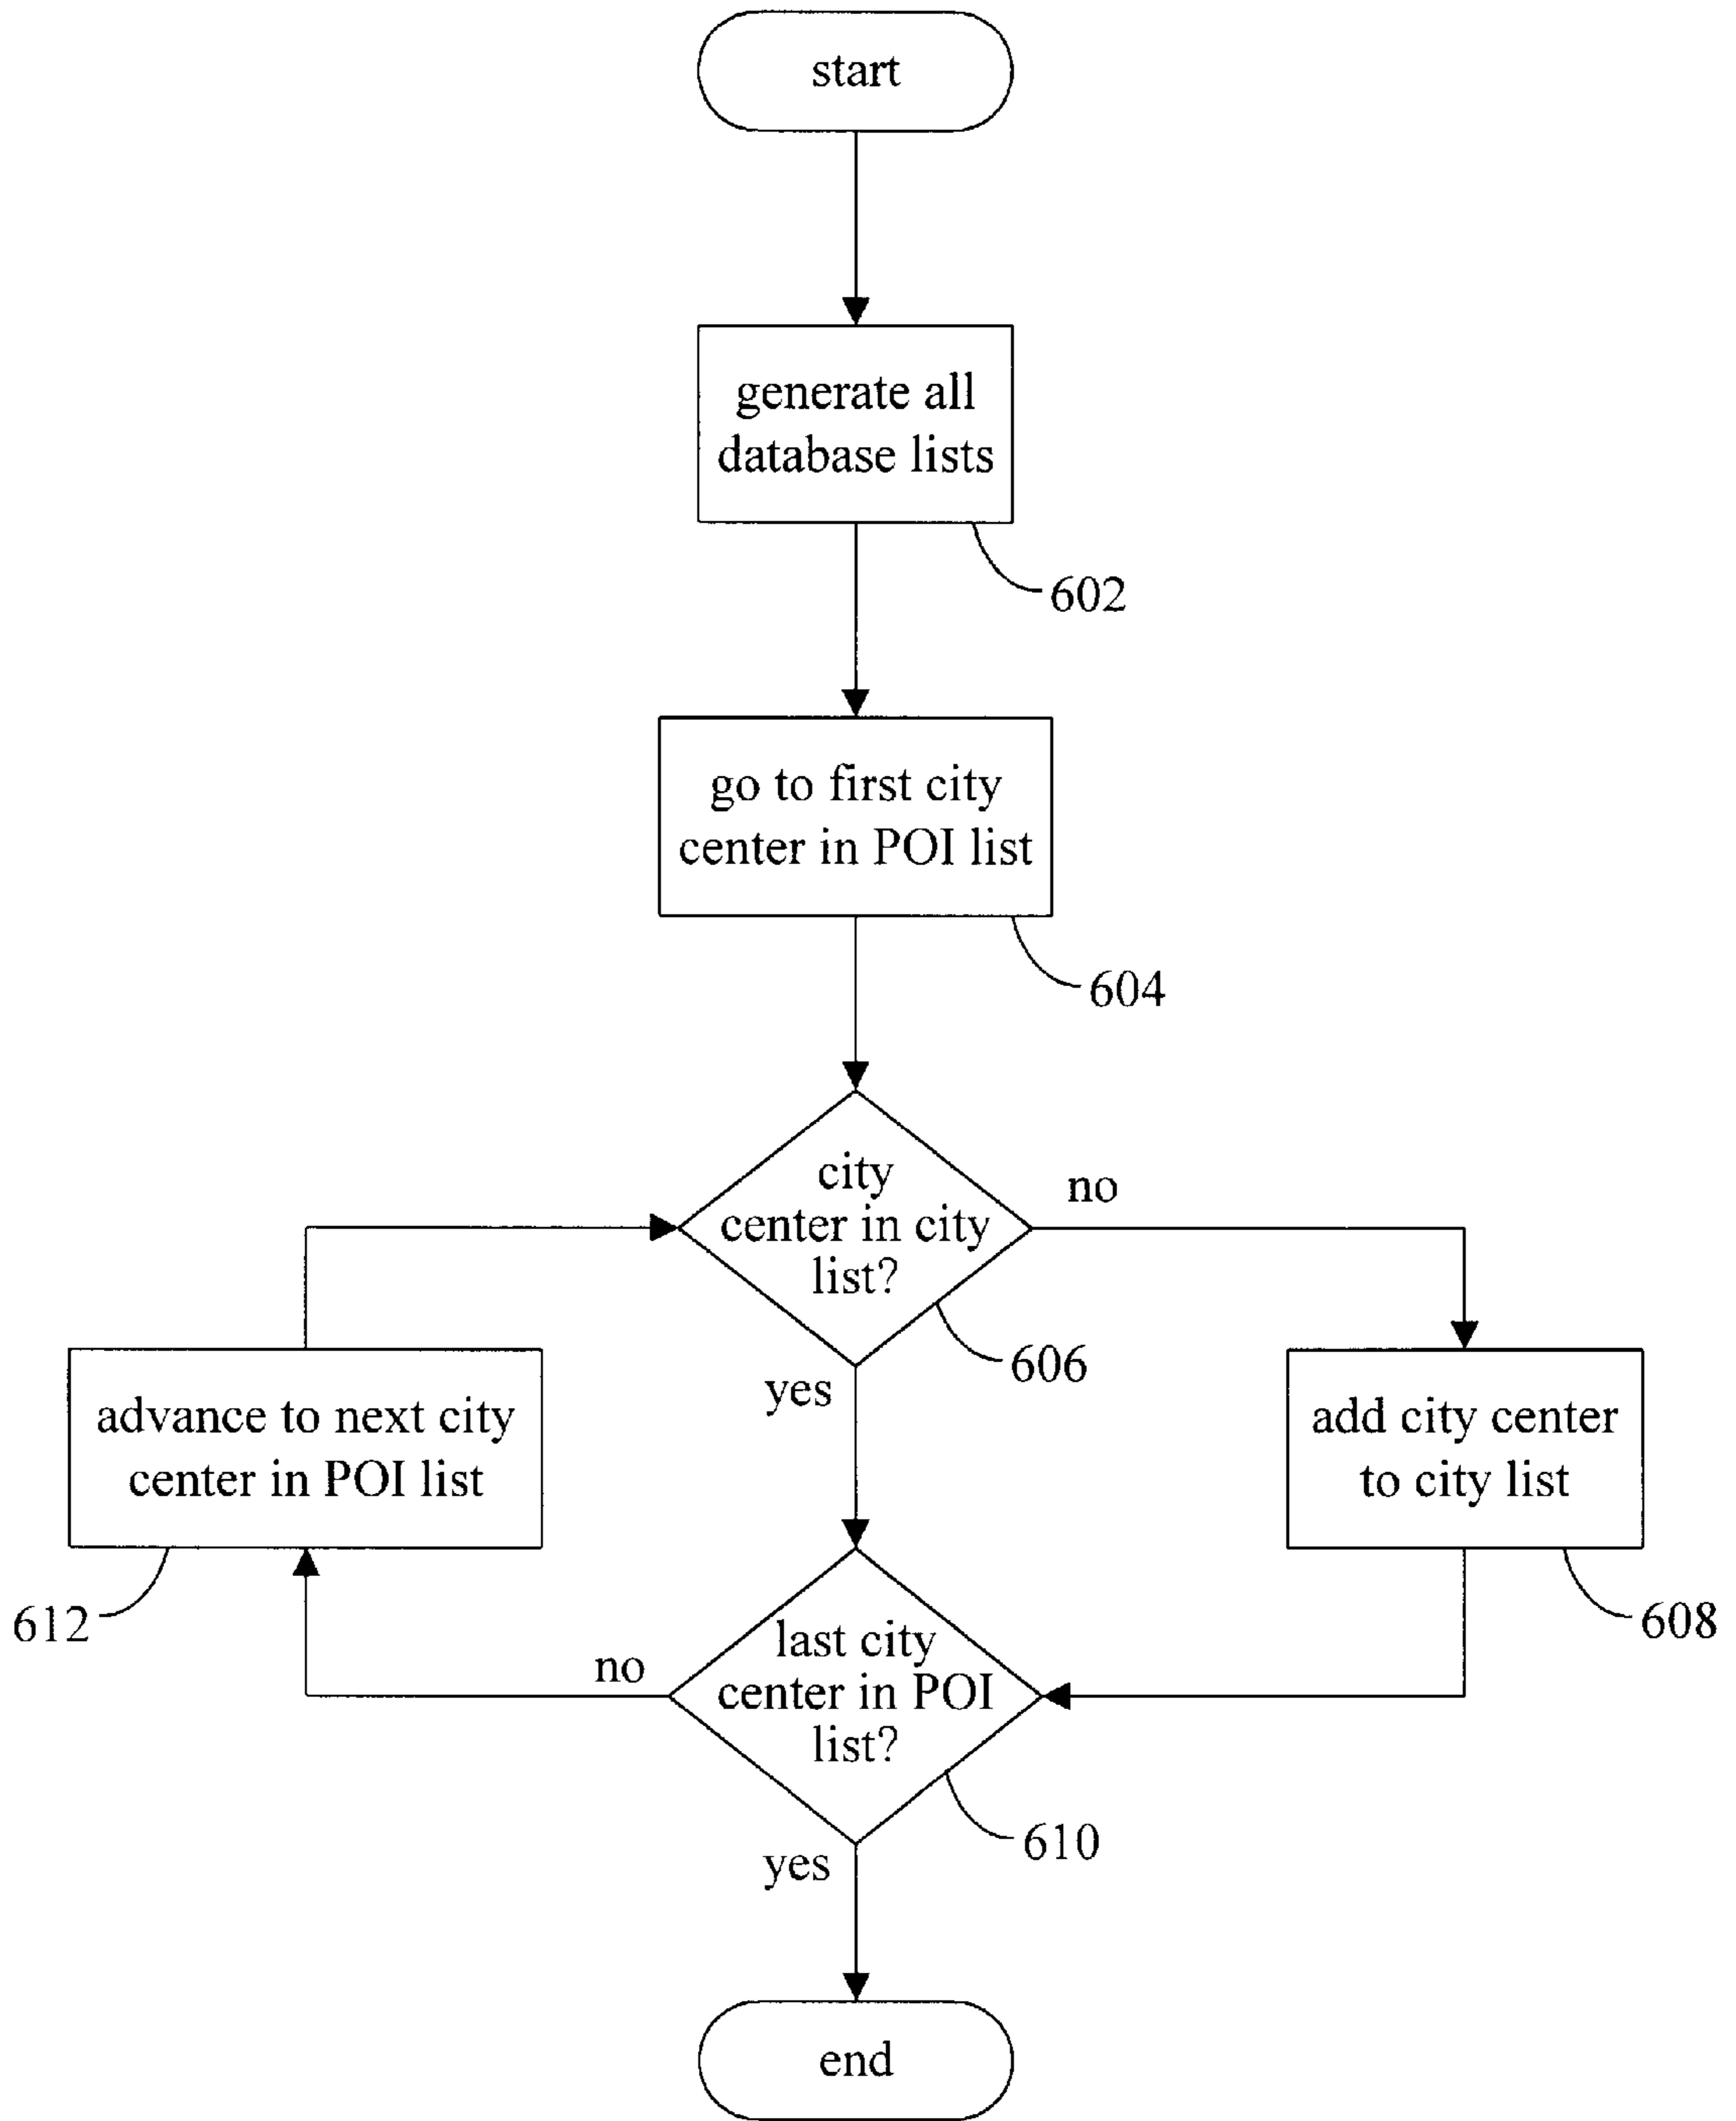 start
generate all
database lists
602
go to first city
center in POI list
604
city
center in city
list?
no
606
yes
advance to next city
center in POI list
612
add city center
to city list
608
last city
center in POI
list?
no
610
yes
end